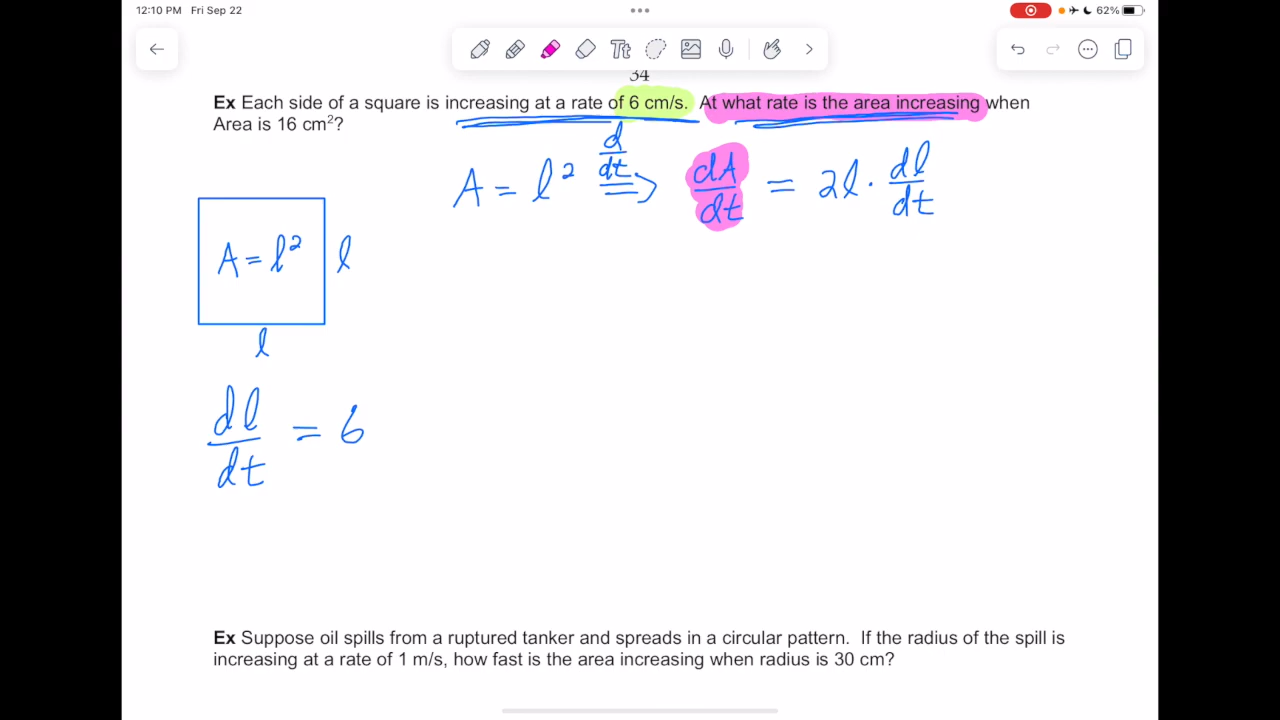 12:10 PM Fri Sep 22
62%
Tt
34
Ex Each side of a square is increasing at a rate of 6 cm/s. At what rate is the area increasing when
Area is 16 cm²?
A = l² d/dt ⇒ dA/dt = 2l · dl/dt
A = l² l
l
dl/dt = 6
Ex Suppose oil spills from a ruptured tanker and spreads in a circular pattern. If the radius of the spill is
increasing at a rate of 1 m/s, how fast is the area increasing when radius is 30 cm?